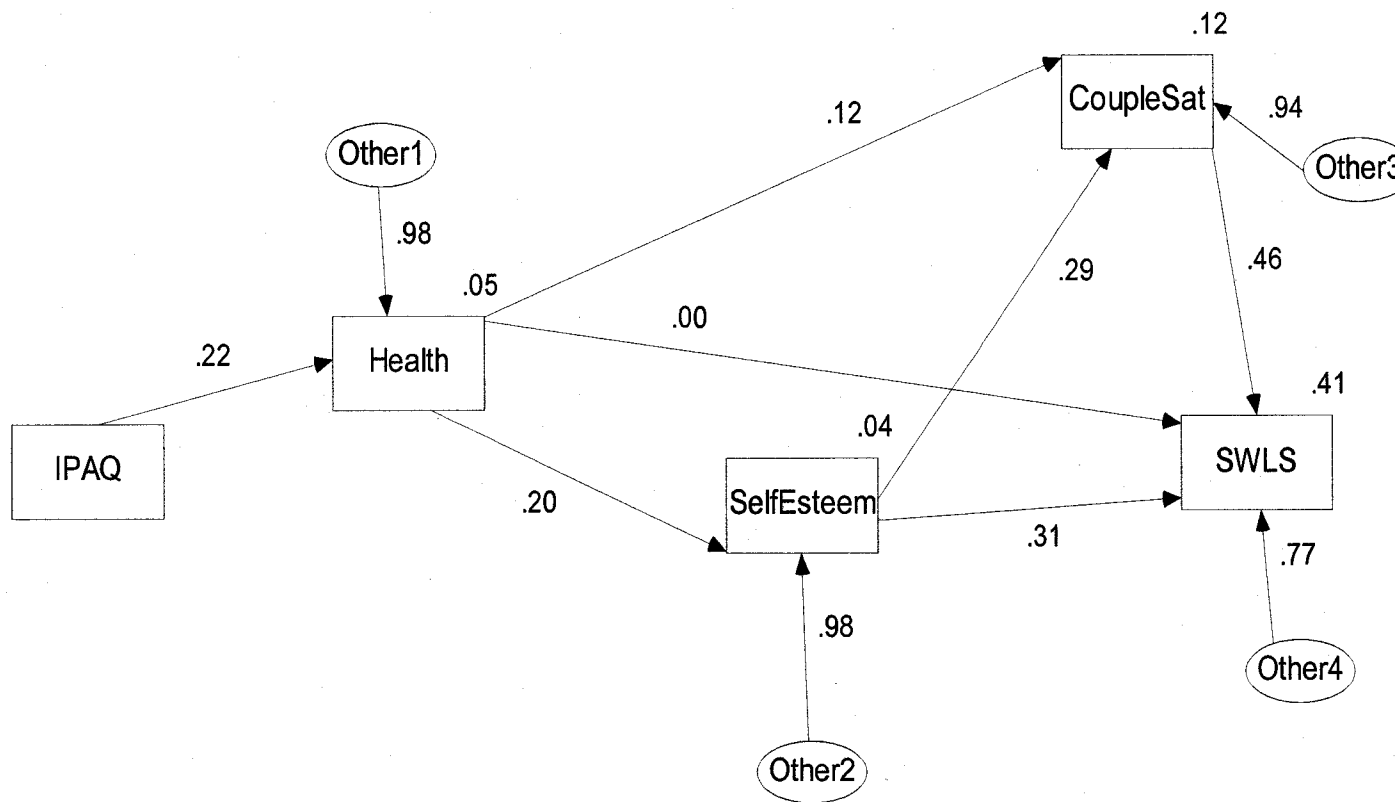 .12
CoupleSat
.94
Other3
.12
Other1
.98
.29
.46
.05
.00
.22
Health
.41
.04
IPAQ
SWLS
.20
SelfEsteem
.31
.77
.98
Other4
Other2